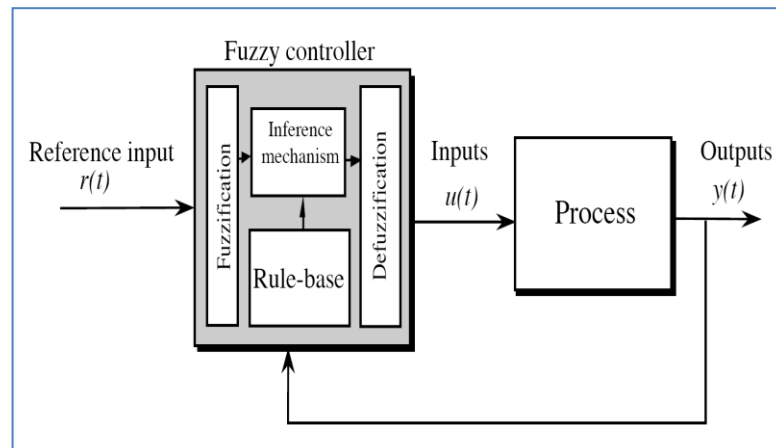 Fuzzy controller
Reference input
r(t)
Fuzzification
Inference
mechanism
Rule-base
Defuzzification
Inputs
u(t)
Process
Outputs
y(t)